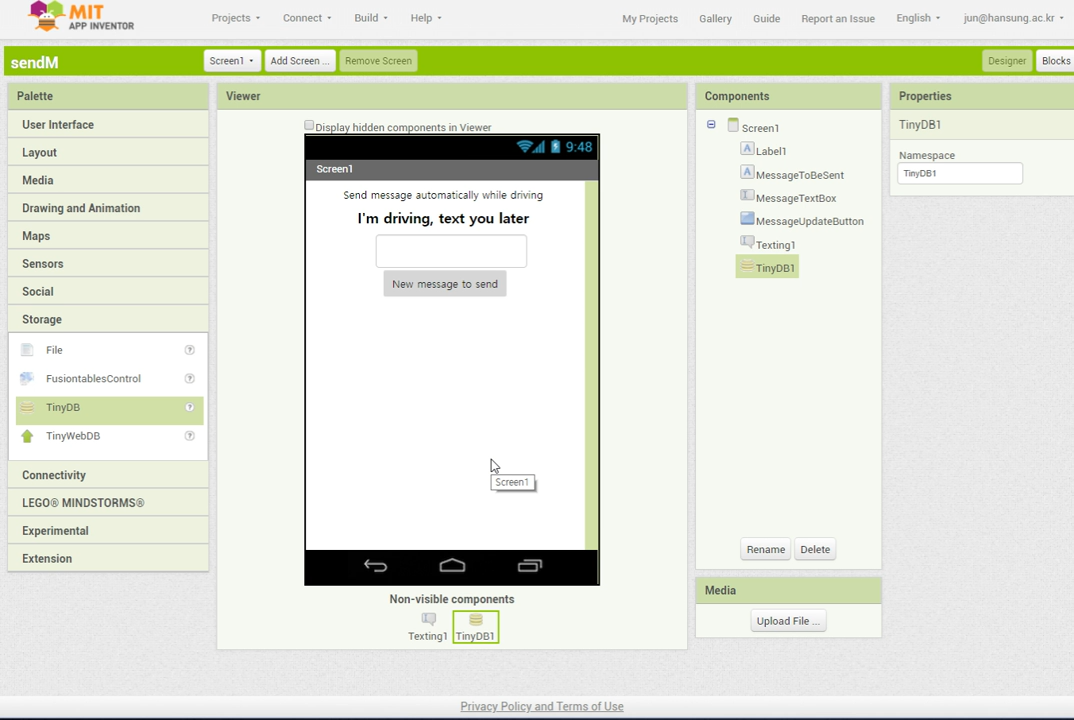 MIT
APP INVENTOR
Projects
Connect
Build
Help
My Projects
Gallery
Guide
Report an Issue
English
jun@hansung.ac.kr
sendM
Screen1
Add Screen ...
Remove Screen
Designer
Blocks
Palette
User Interface
Layout
Media
Drawing and Animation
Maps
Sensors
Social
Storage
File
?
FusiontablesControl
?
TinyDB
?
TinyWebDB
?
Connectivity
LEGO® MINDSTORMS®
Experimental
Extension
Viewer
Display hidden components in Viewer
9:48
Screen1
Send message automatically while driving
I'm driving, text you later
New message to send
Screen1
Non-visible components
Texting1
TinyDB1
Components
Screen1
A Label1
A MessageToBeSent
MessageTextBox
MessageUpdateButton
Texting1
TinyDB1
Rename
Delete
Media
Upload File ...
Properties
TinyDB1
Namespace
TinyDB1
Privacy Policy and Terms of Use